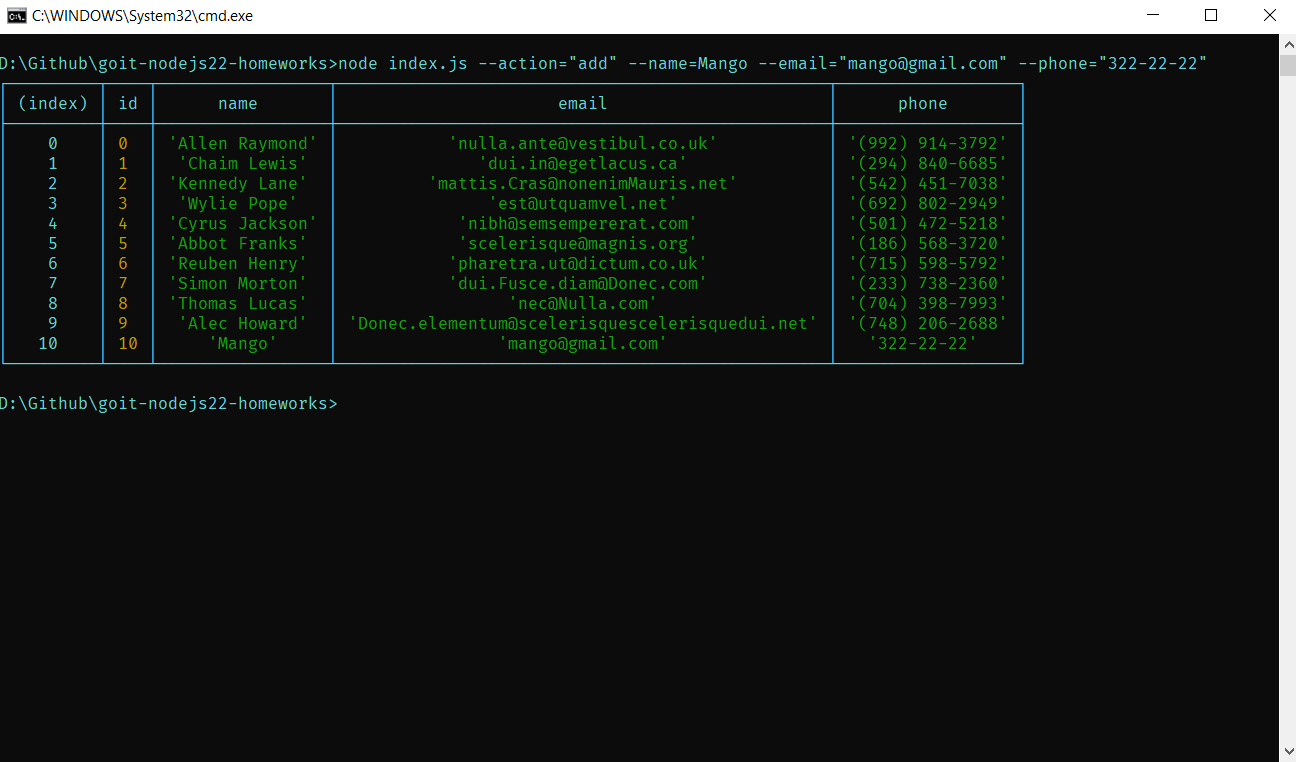 C:\WINDOWS\System32\cmd.exe
D:\Github\goit-nodejs22-homeworks>node index.js --action="add" --name=Mango --email="mango@gmail.com" --phone="322-22-22"
(index) id name email phone
0 0 'Allen Raymond' 'nulla.ante@vestibul.co.uk' '(992) 914-3792'
1 1 'Chaim Lewis' 'dui.in@egetlacus.ca' '(294) 840-6685'
2 2 'Kennedy Lane' 'mattis.Cras@nonenimMauris.net' '(542) 451-7038'
3 3 'Wylie Pope' 'est@utquamvel.net' '(692) 802-2949'
4 4 'Cyrus Jackson' 'nibh@semsempererat.com' '(501) 472-5218'
5 5 'Abbot Franks' 'scelerisque@magnis.org' '(186) 568-3720'
6 6 'Reuben Henry' 'pharetra.ut@dictum.co.uk' '(715) 598-5792'
7 7 'Simon Morton' 'dui.Fusce.diam@Donec.com' '(233) 738-2360'
8 8 'Thomas Lucas' 'nec@Nulla.com' '(704) 398-7993'
9 9 'Alec Howard' 'Donec.elementum@scelerisquescelerisquedui.net' '(748) 206-2688'
10 10 'Mango' 'mango@gmail.com' '322-22-22'
D:\Github\goit-nodejs22-homeworks>